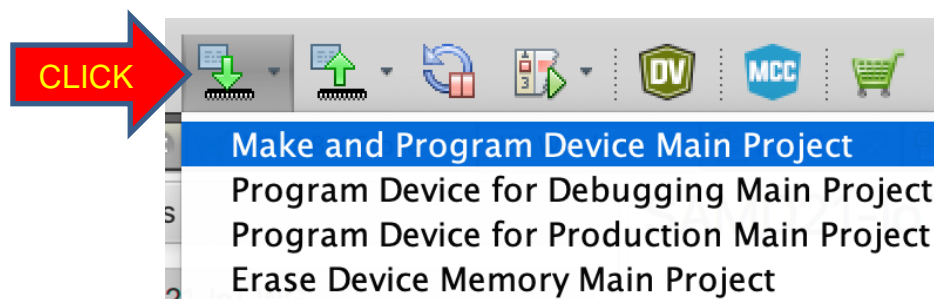 CLICK
DV
MCC
Make and Program Device Main Project
Program Device for Debugging Main Project
s
Program Device for Production Main Project
Erase Device Memory Main Project